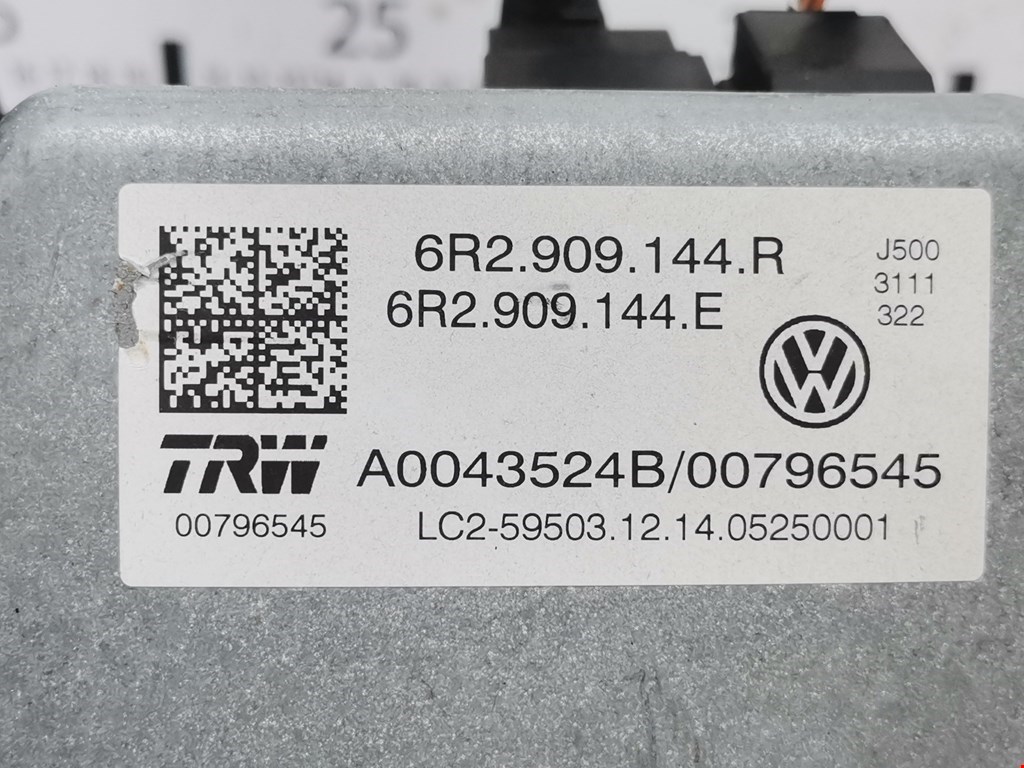 25
6R2.909.144.R
6R2.909.144.E
J500
3111
322
TRW
A0043524B/00796545
00796545
LC2-59503.12.14.05250001